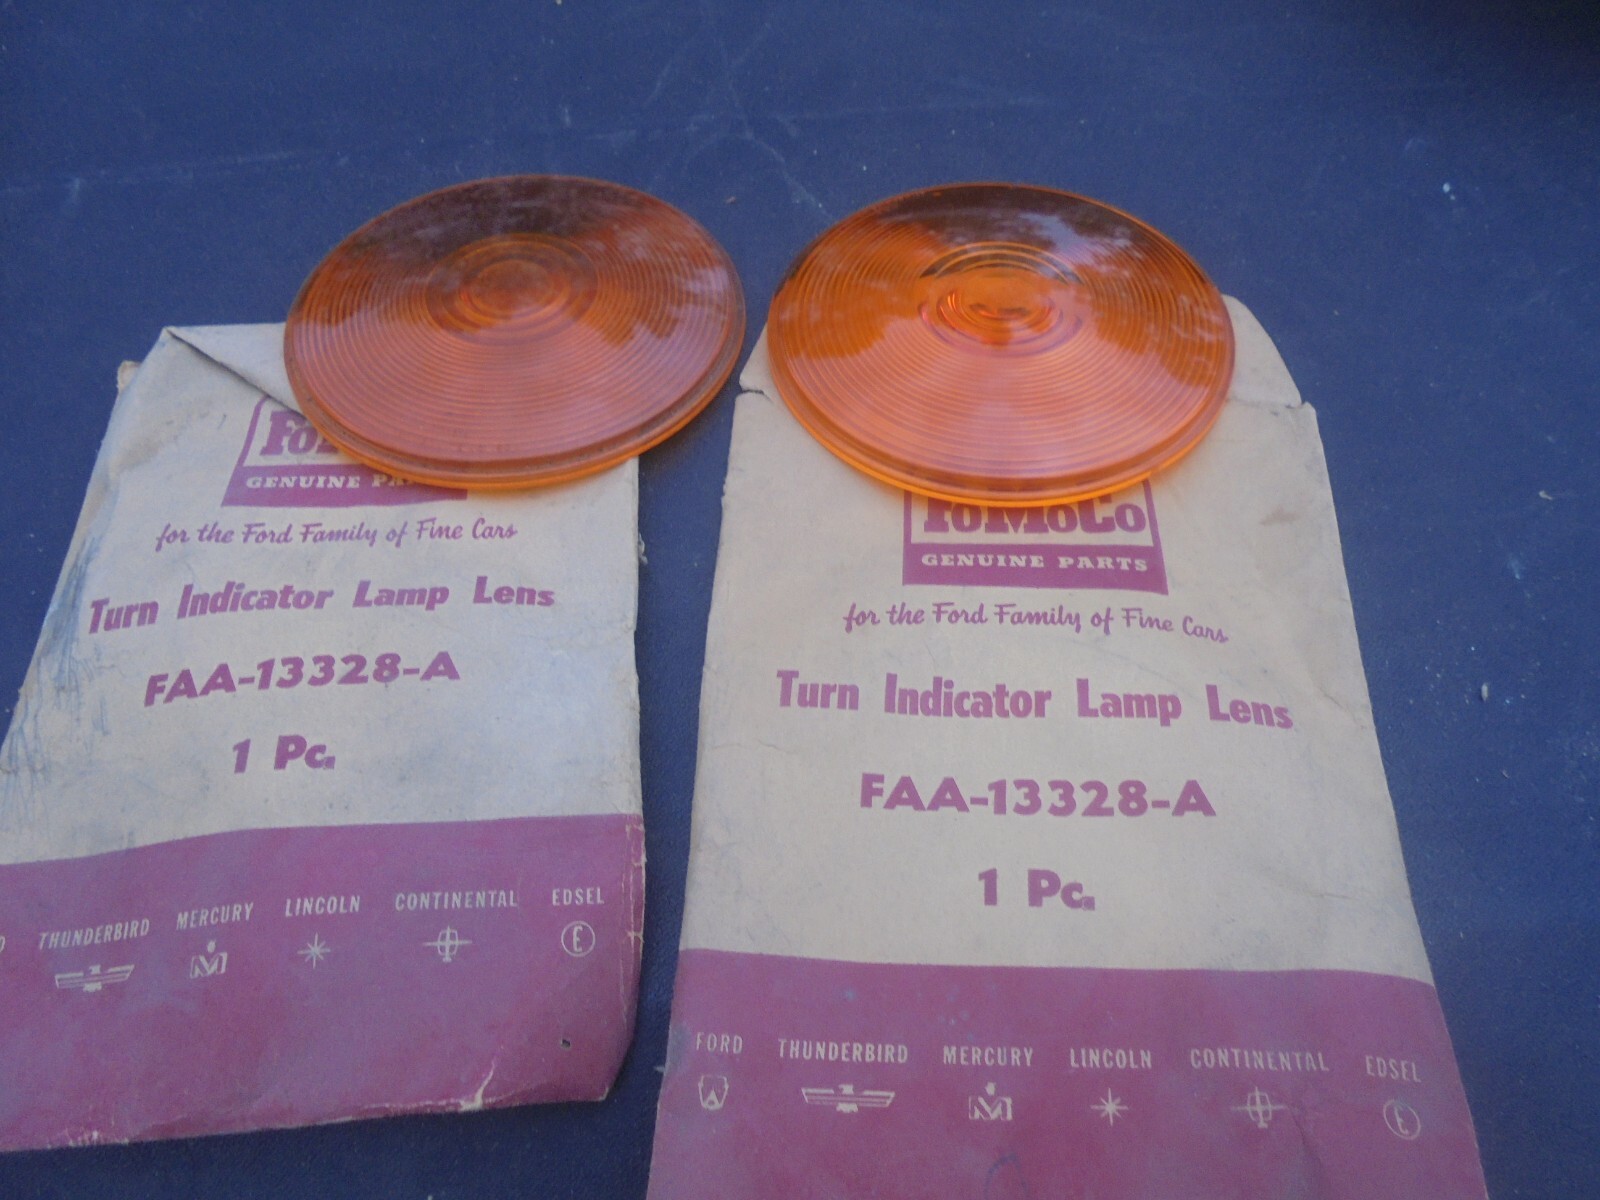 GENUINE
for the Ford Family of Fine Cars
Turn Indicator Lamp Lens
FAA-13328-A
1 Pc.
THUNDERBIRD MERCURY LINCOLN CONTINENTAL EDSEL
M
E
FoMoCo
GENUINE PARTS
for the Ford Family of Fine Cars
Turn Indicator Lamp Lens
FAA-13328-A
1 Pc.
FORD THUNDERBIRD MERCURY LINCOLN CONTINENTAL EDSEL
M
E